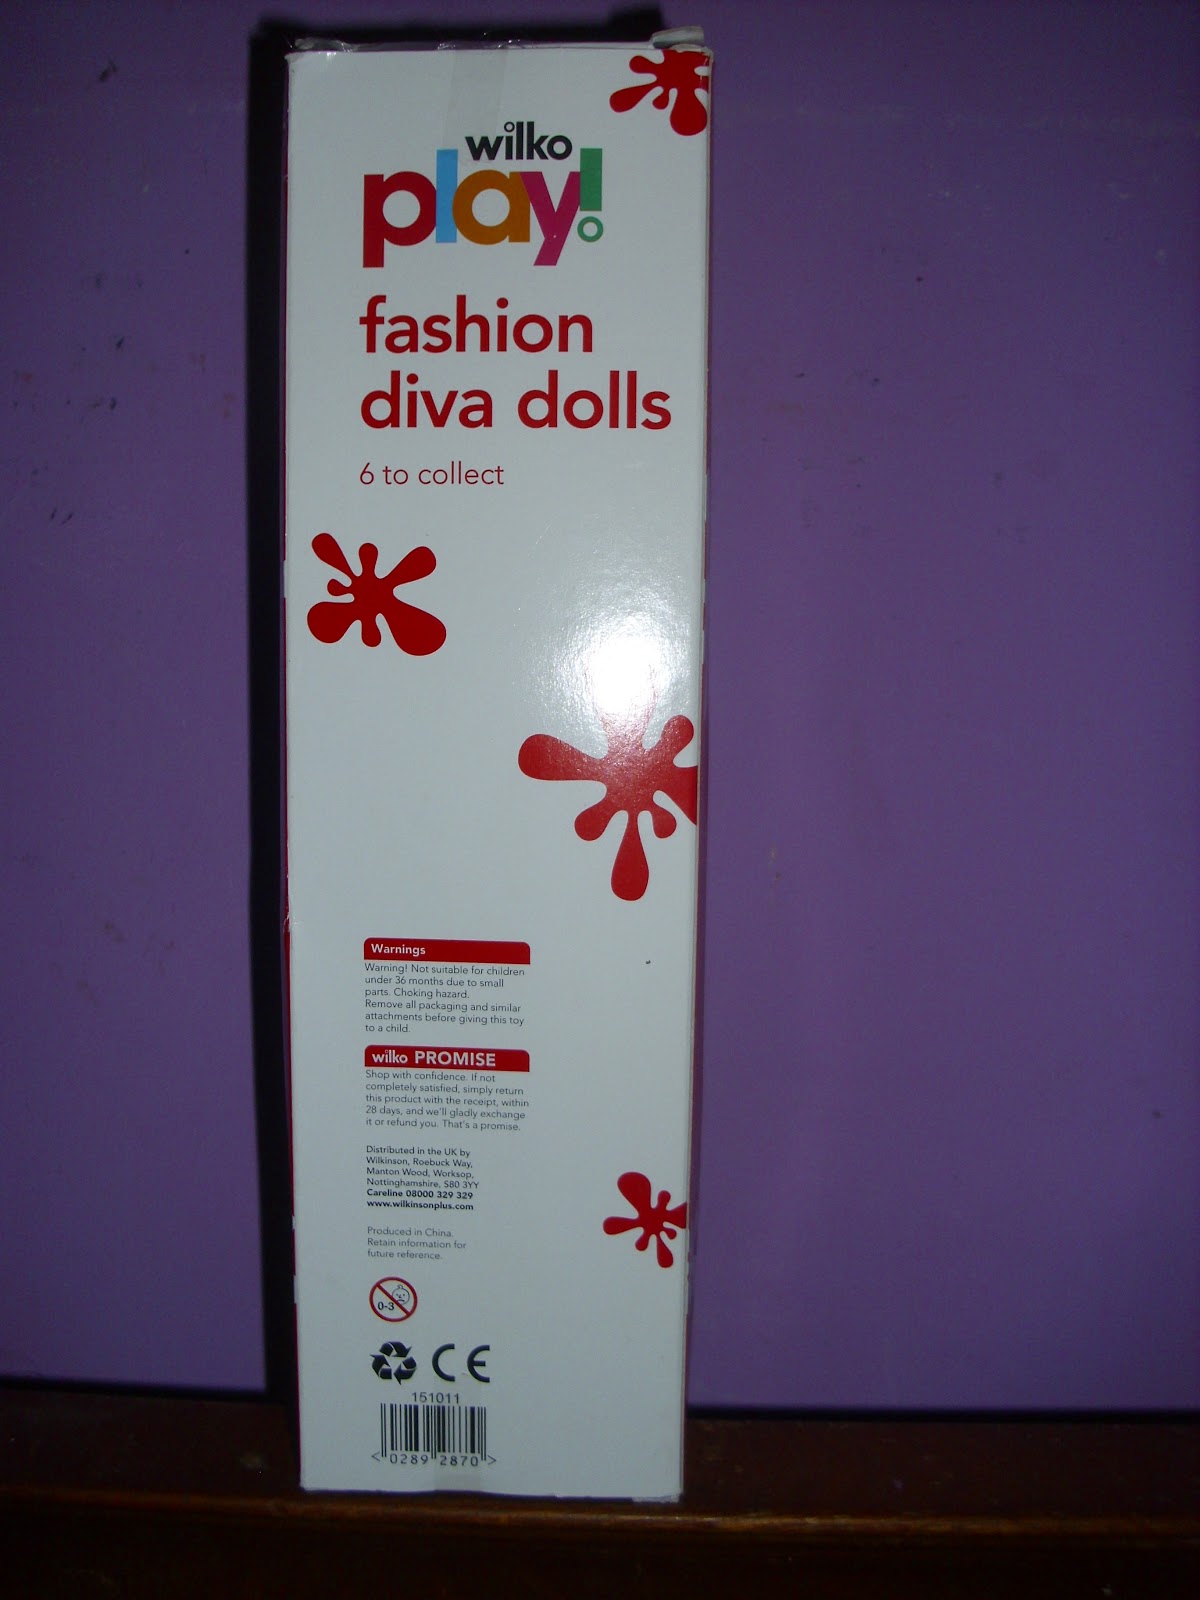 wilko
play!
fashion
diva dolls
6 to collect
Warnings
Warning! Not suitable for children
under 36 months due to small
parts. Choking hazard.
Remove all packaging and similar
attachments before giving this toy
to a child.
wilko PROMISE
Shop with confidence. If not
completely satisfied, simply return
this product with the receipt, within
28 days, and we'll gladly exchange
it or refund you. That's a promise.
Distributed in the UK by
Wilkinson, Roebuck Way,
Manton Wood, Worksop,
Nottinghamshire, S80 3YY
Careline 08000 329 329
www.wilkinsonplus.com
Produced in China.
Retain information for
future reference.
0-3
CE
151011
<0289 2870>